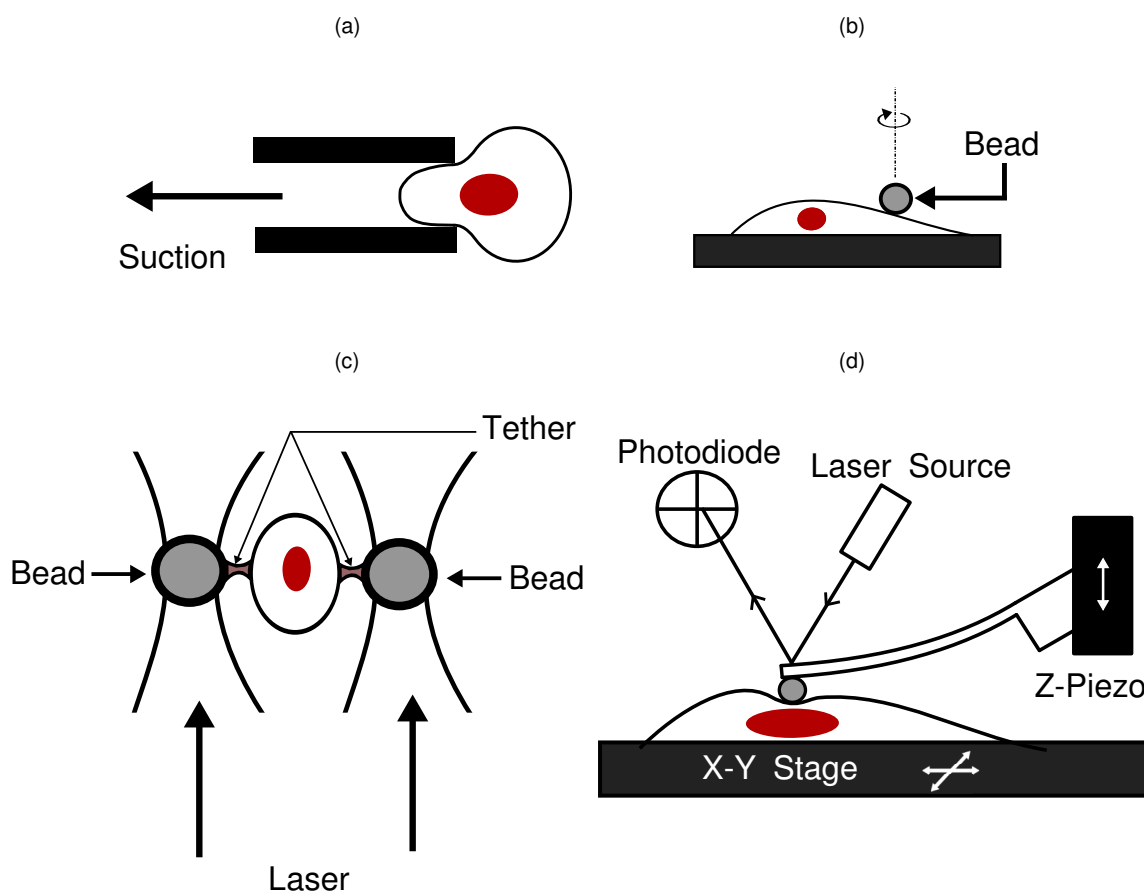 (a)
(b)
Bead
Suction
(c)
(d)
Tether
Photodiode
Laser Source
Bead
Bead
Z-Piezo
X-Y Stage
Laser